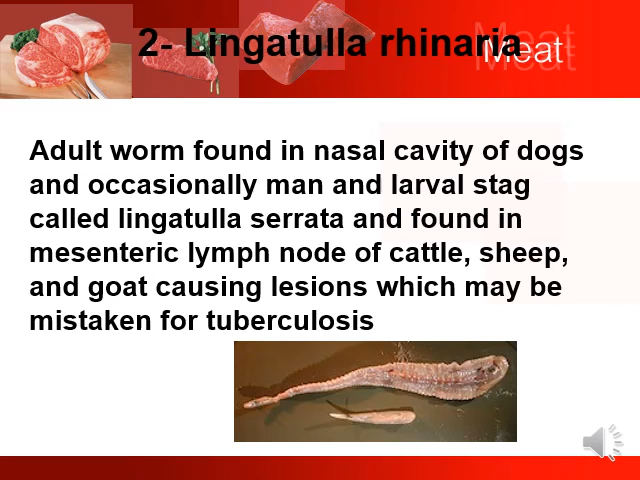 2- Lingatulla rhinaria
Meat
Meat
Meat
Adult worm found in nasal cavity of dogs
and occasionally man and larval stag
called lingatulla serrata and found in
mesenteric lymph node of cattle, sheep,
and goat causing lesions which may be
mistaken for tuberculosis